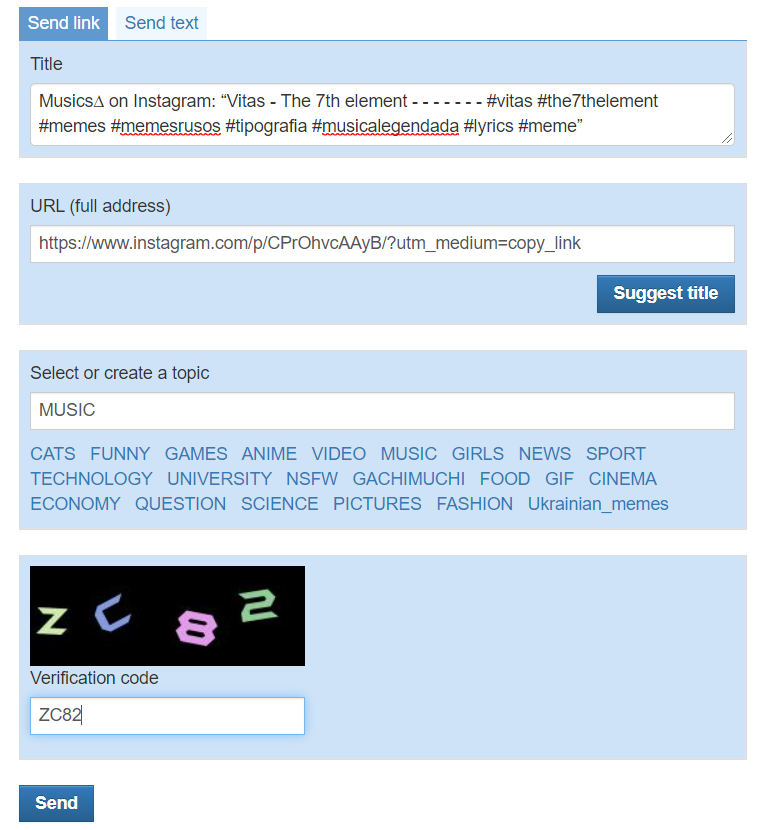 Send link Send text
Title
Musics∆ on Instagram: “Vitas - The 7th element - - - - - - - #vitas #the7thelement
#memes #memesrusos #tipografia #musicalegendada #lyrics #meme”
URL (full address)
https://www.instagram.com/p/CPrOhvcAAyB/?utm_medium=copy_link
Suggest title
Select or create a topic
MUSIC
CATS FUNNY GAMES ANIME VIDEO MUSIC GIRLS NEWS SPORT
TECHNOLOGY UNIVERSITY NSFW GACHIMUCHI FOOD GIF CINEMA
ECONOMY QUESTION SCIENCE PICTURES FASHION Ukrainian_memes
Z C 8 2
Verification code
ZC82
Send